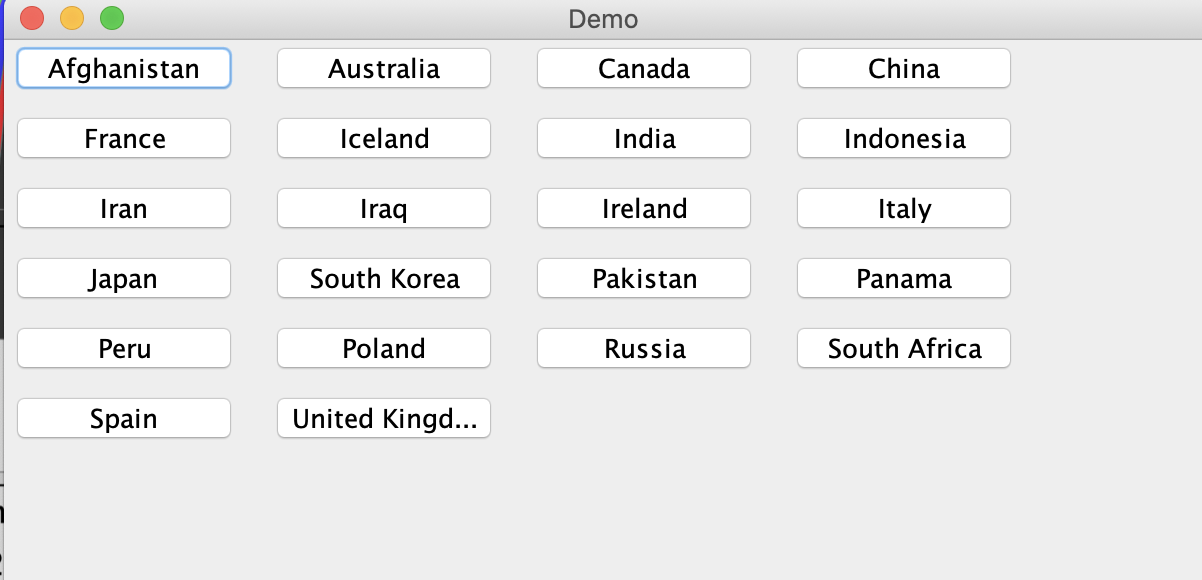 Demo
Afghanistan Australia Canada China
France Iceland India Indonesia
Iran Iraq Ireland Italy
Japan South Korea Pakistan Panama
Peru Poland Russia South Africa
Spain United Kingd...